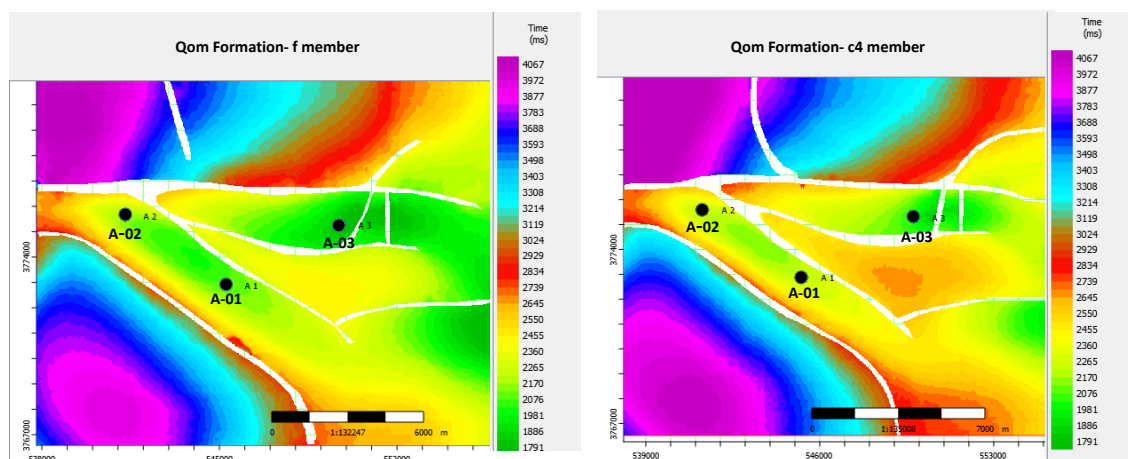 Qom Formation- f member
Time
(ms)
4067
3972
3877
3783
3688
3593
3498
3403
3308
3214
3119
3024
2929
2834
2739
2645
2550
2455
2360
2265
2170
2076
1981
1886
1791
A 2
A-02
A 3
A-03
A 1
A-01
3774000
3767000
0 1:132247 6000 m
545000
Qom Formation- c4 member
Time
(ms)
4067
3972
3877
3783
3688
3593
3498
3403
3308
3214
3119
3024
2929
2834
2739
2645
2550
2455
2360
2265
2170
2076
1981
1886
1791
A 2
A-02
A 3
A-03
A 1
A-01
3774000
3767000
0 1:135008 7000 m
539000 546000 553000